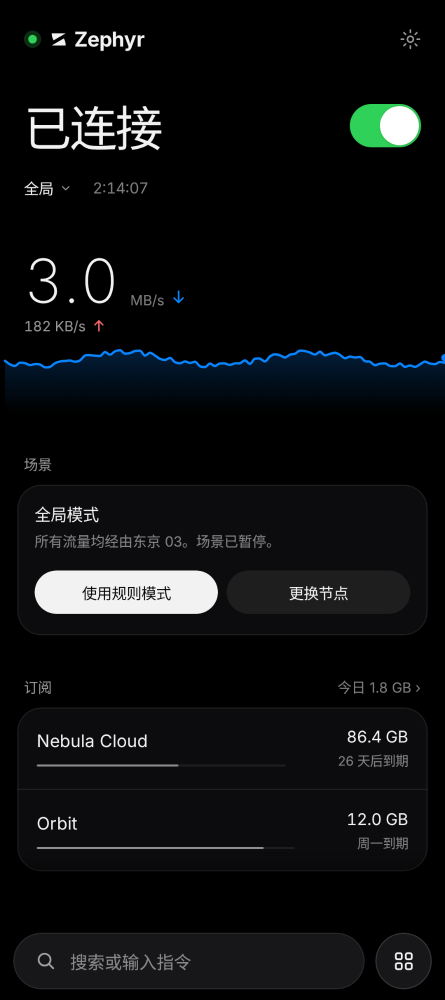 Zephyr
已连接
全局 2:14:07
3.0 MB/s ↓
182 KB/s ↑
场景
全局模式
所有流量均经由东京 03。场景已暂停。
使用规则模式 更换节点
订阅 今日 1.8 GB ›
Nebula Cloud 86.4 GB
26 天后到期
Orbit 12.0 GB
周一到期
搜索或输入指令